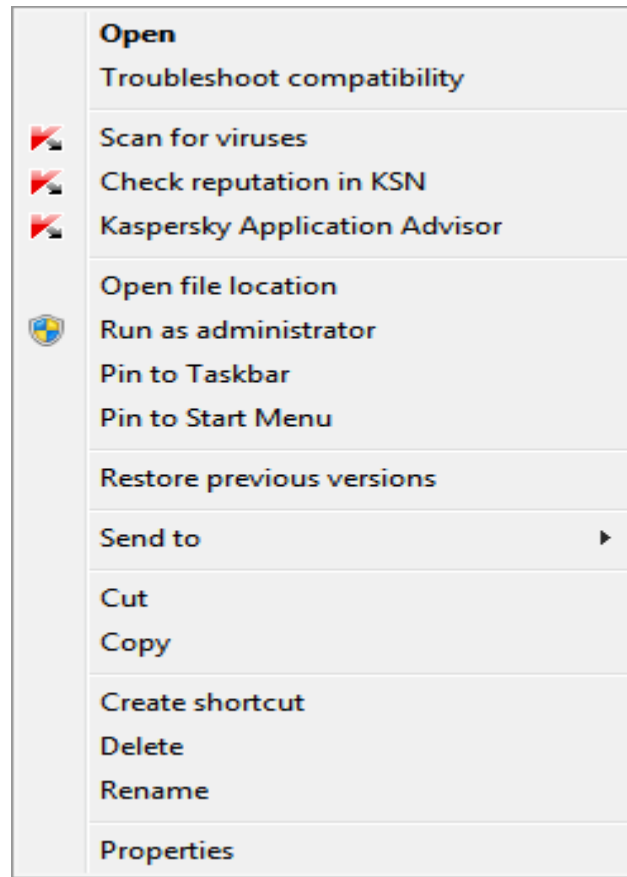 Open
Troubleshoot compatibility
Scan for viruses
Check reputation in KSN
Kaspersky Application Advisor
Open file location
Run as administrator
Pin to Taskbar
Pin to Start Menu
Restore previous versions
Send to
Cut
Copy
Create shortcut
Delete
Rename
Properties